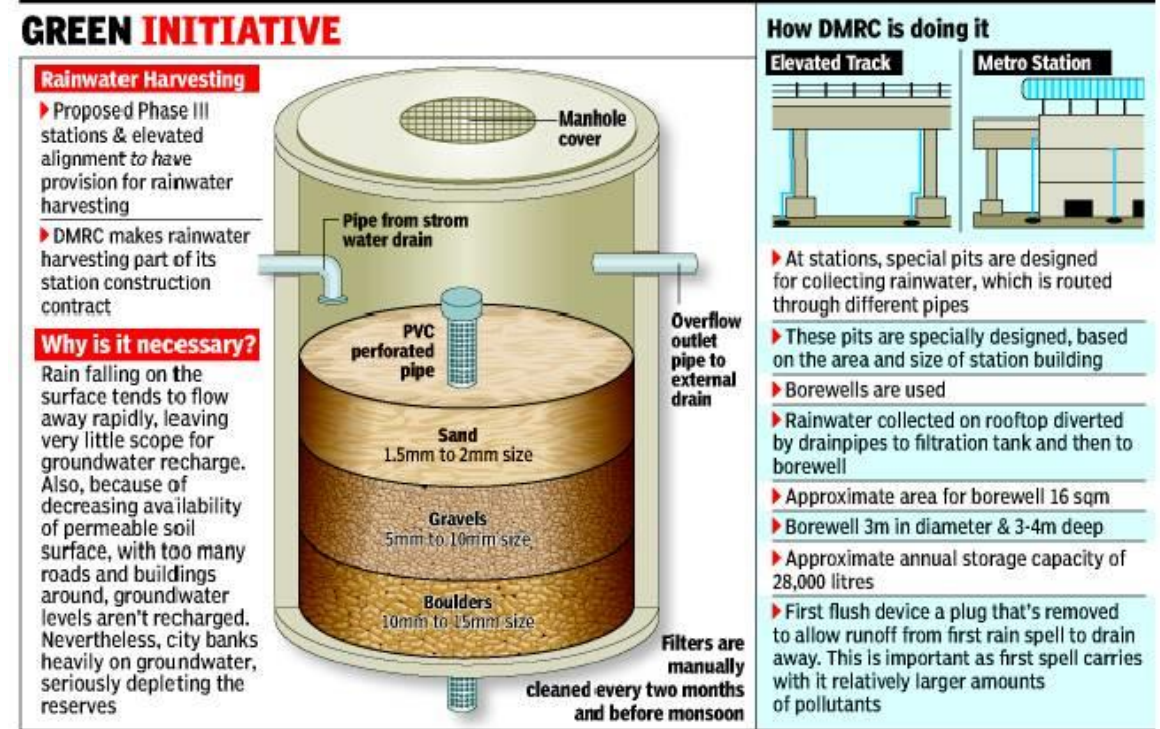 GREEN INITIATIVE
Rainwater Harvesting
Proposed Phase III
stations & elevated
alignment to have
provision for rainwater
harvesting
DMRC makes rainwater
harvesting part of its
station construction
contract
Why is it necessary?
Rain falling on the
surface tends to flow
away rapidly, leaving
very little scope for
groundwater recharge.
Also, because of
decreasing availability
of permeable soil
surface, with too many
roads and buildings
around, groundwater
levels aren't recharged.
Nevertheless, city banks
heavily on groundwater,
seriously depleting the
reserves
Manhole
cover
Pipe from strom
water drain
PVC
perforated
pipe
Overflow
outlet
pipe to
external
drain
Sand
1.5mm to 2mm size
Gravels
5mm to 10mm size
Boulders
10mm to 15mm size
Filters are
manually
cleaned every two months
and before monsoon
How DMRC is doing it
Elevated Track
Metro Station
At stations, special pits are designed
for collecting rainwater, which is routed
through different pipes
These pits are specially designed, based
on the area and size of station building
Borewells are used
Rainwater collected on rooftop diverted
by drainpipes to filtration tank and then to
borewell
Approximate area for borewell 16 sqm
Borewell 3m in diameter & 3-4m deep
Approximate annual storage capacity of
28,000 litres
First flush device a plug that's removed
to allow runoff from first rain spell to drain
away. This is important as first spell carries
with it relatively larger amounts
of pollutants